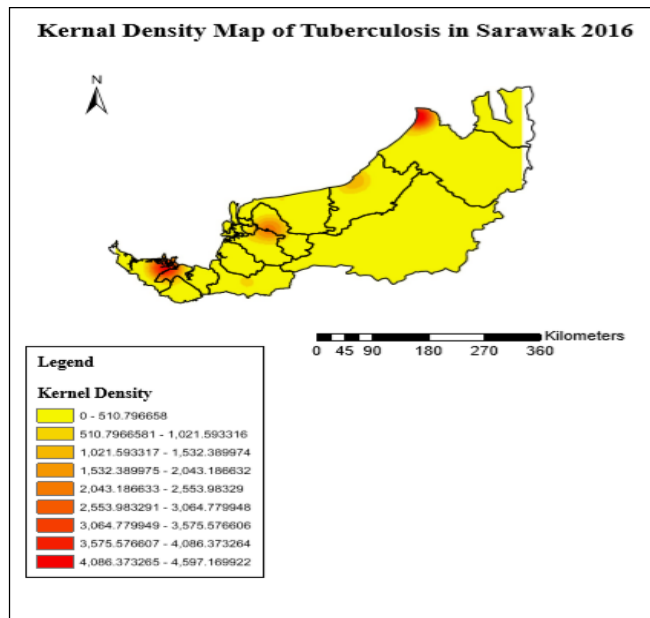 Kernal Density Map of Tuberculosis in Sarawak 2016
N
Kilometers
0 45 90 180 270 360
Legend
Kernel Density
0 - 510.796658
510.7966581 - 1,021.593316
1,021.593317 - 1,532.389974
1,532.389975 - 2,043.186632
2,043.186633 - 2,553.98329
2,553.983291 - 3,064.779948
3,064.779949 - 3,575.576606
3,575.576607 - 4,086.373264
4,086.373265 - 4,597.169922